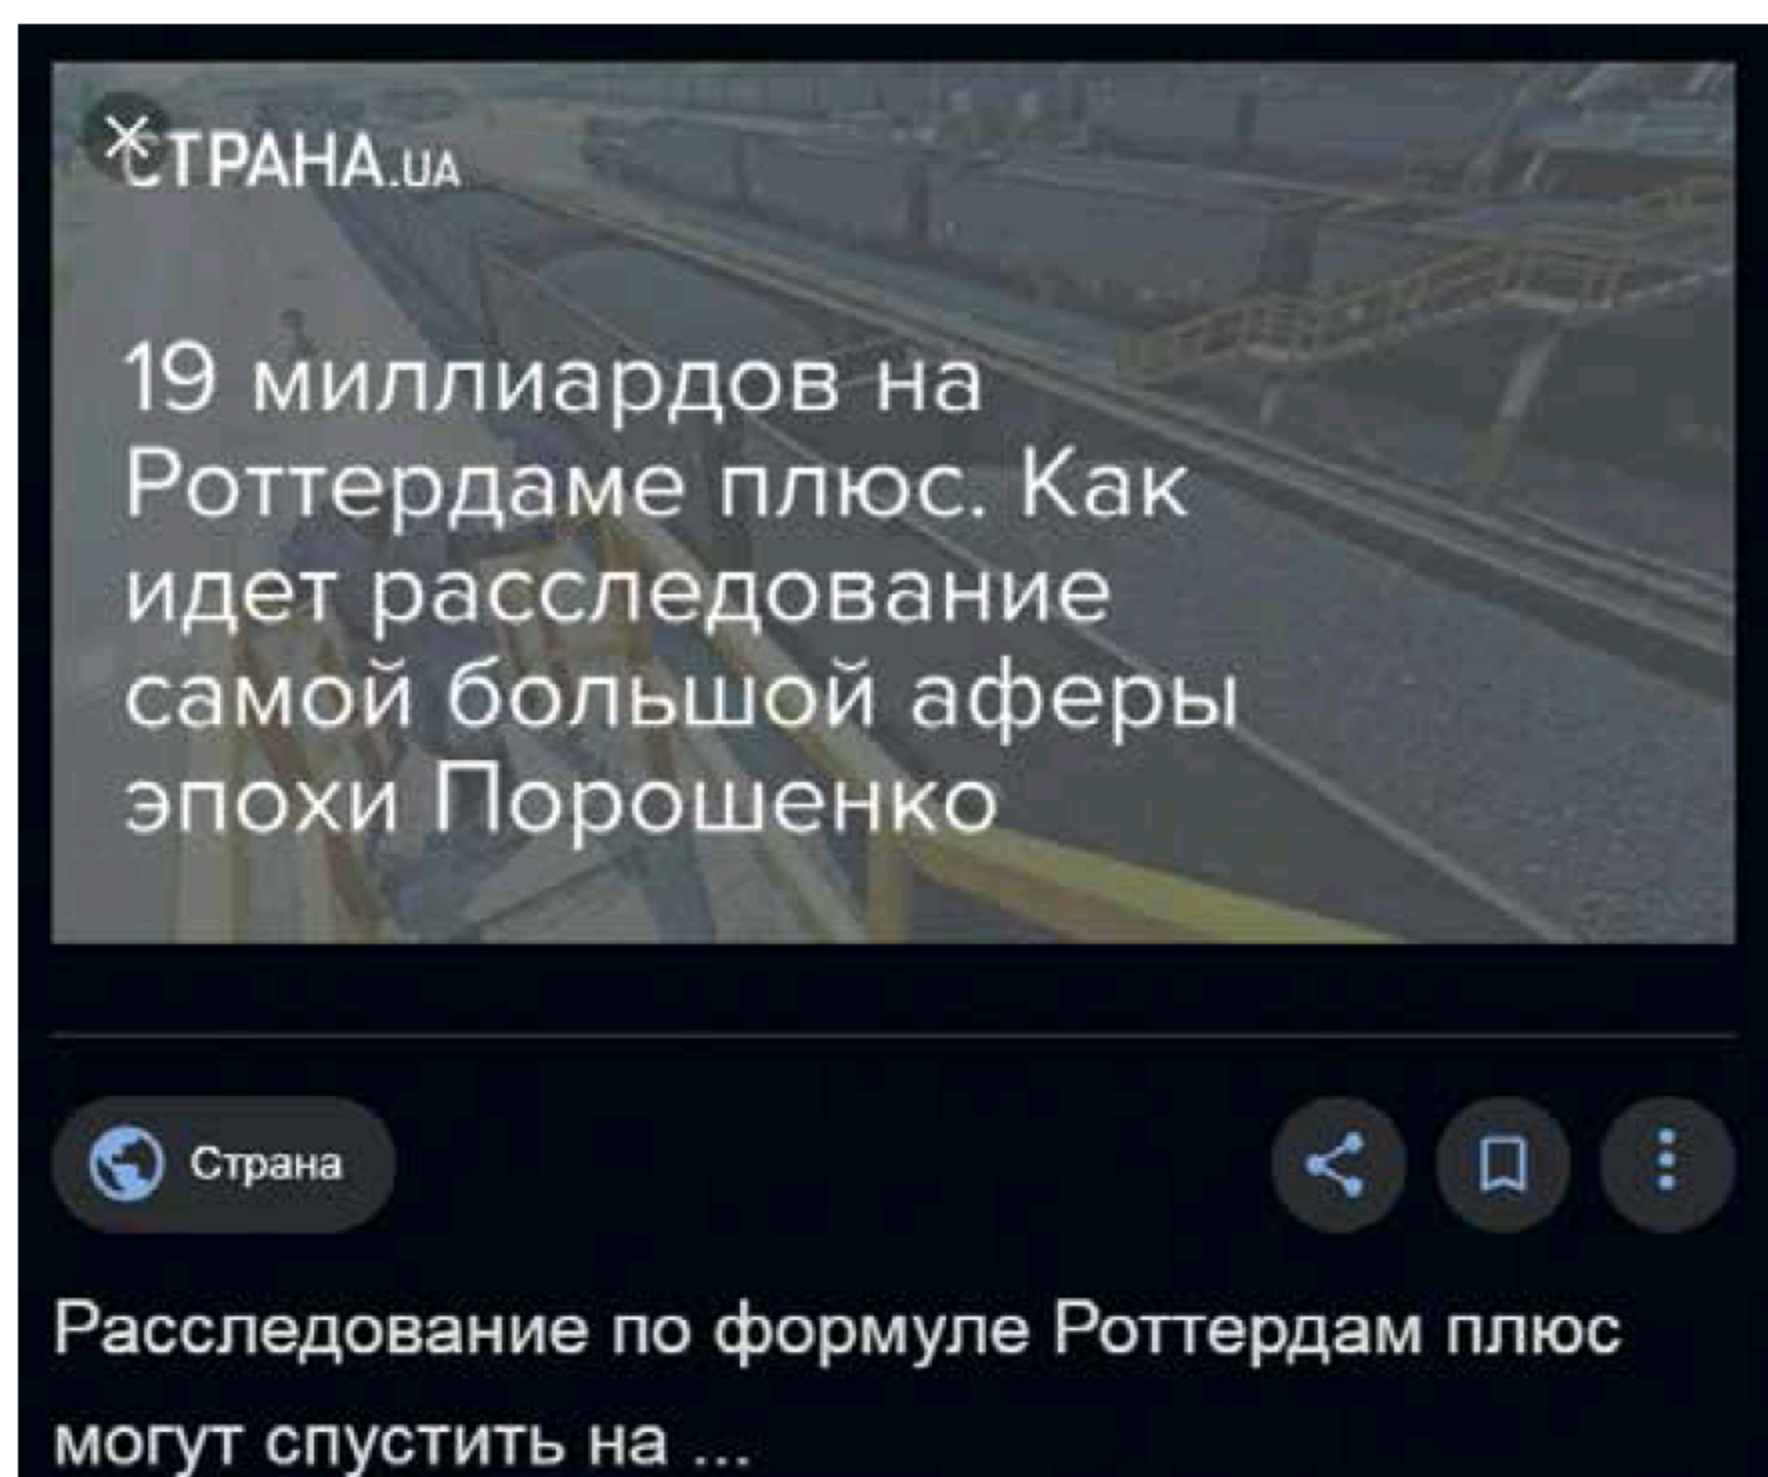 СТРАНА.UA
19 миллиардов на
Роттердаме плюс. Как
идет расследование
самой большой аферы
эпохи Порошенко
Страна
Расследование по формуле Роттердам плюс
могут спустить на ...